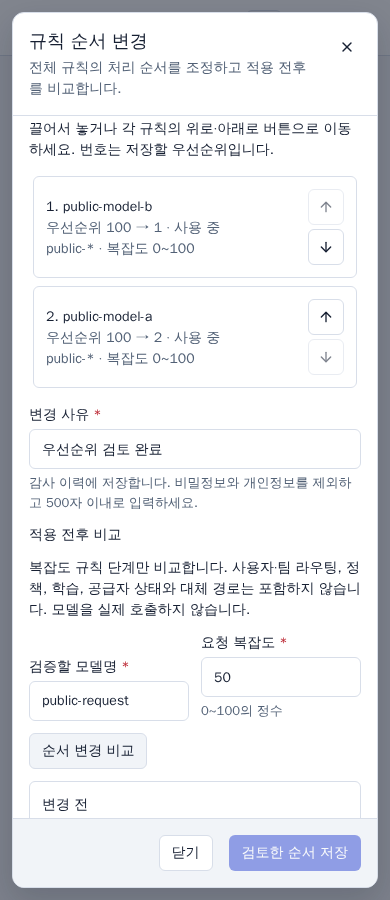 규칙 순서 변경
전체 규칙의 처리 순서를 조정하고 적용 전후
를 비교합니다.
끌어서 놓거나 각 규칙의 위로·아래로 버튼으로 이동
하세요. 번호는 저장할 우선순위입니다.
1. public-model-b
우선순위 100 → 1 · 사용 중
public-* · 복잡도 0~100
2. public-model-a
우선순위 100 → 2 · 사용 중
public-* · 복잡도 0~100
변경 사유 *
우선순위 검토 완료
감사 이력에 저장합니다. 비밀정보와 개인정보를 제외하
고 500자 이내로 입력하세요.
적용 전후 비교
복잡도 규칙 단계만 비교합니다. 사용자·팀 라우팅, 정
책, 학습, 공급자 상태와 대체 경로는 포함하지 않습니
다. 모델을 실제 호출하지 않습니다.
검증할 모델명 *
public-request
요청 복잡도 *
50
0~100의 정수
순서 변경 비교
변경 전
닫기
검토한 순서 저장